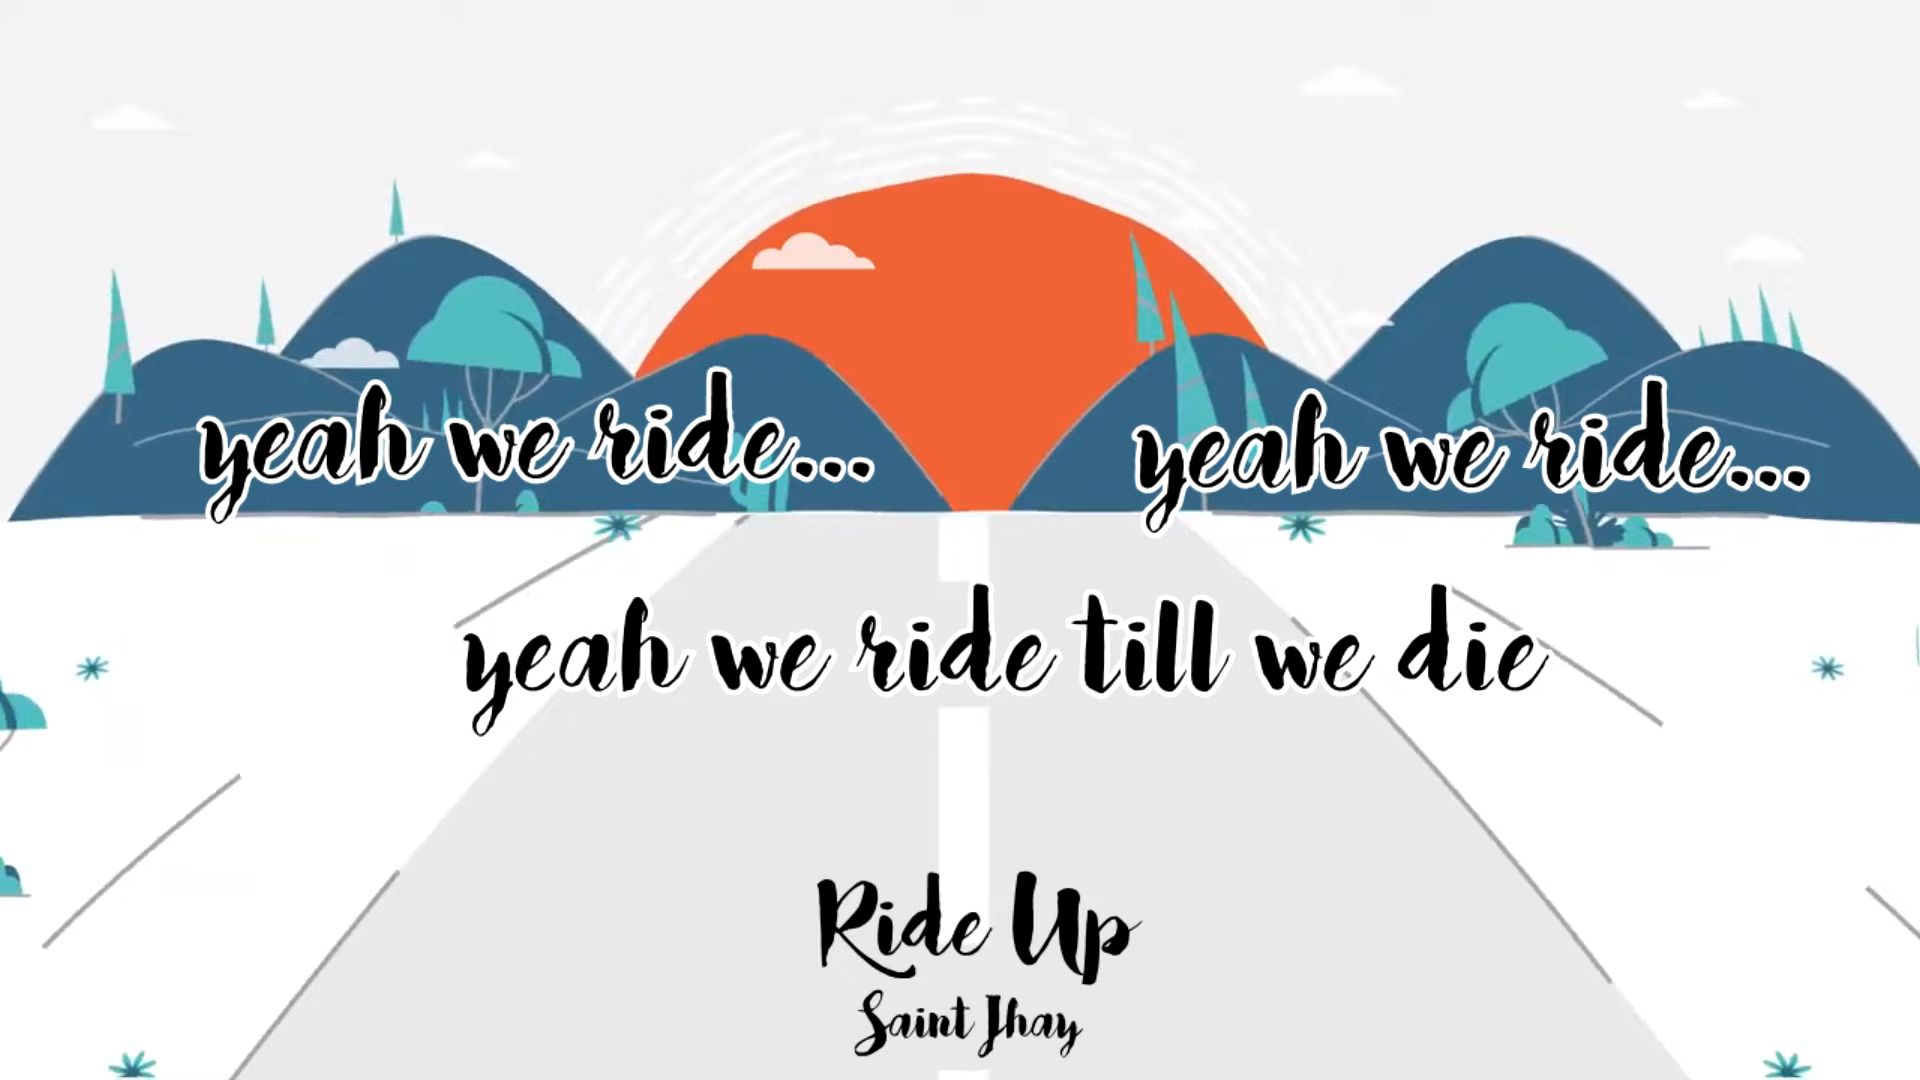 yeah we ride... yeah we ride...
yeah we ride till we die
Ride Up
Saint Jhay